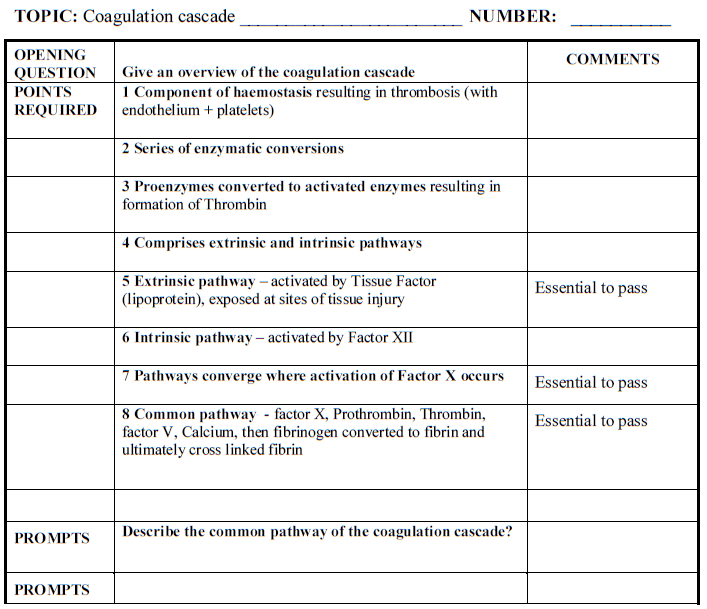 TOPIC: Coagulation cascade NUMBER:
OPENING
QUESTION
Give an overview of the coagulation cascade
COMMENTS
POINTS
REQUIRED
1 Component of haemostasis resulting in thrombosis (with
endothelium + platelets)
2 Series of enzymatic conversions
3 Proenzymes converted to activated enzymes resulting in
formation of Thrombin
4 Comprises extrinsic and intrinsic pathways
5 Extrinsic pathway – activated by Tissue Factor
(lipoprotein), exposed at sites of tissue injury
Essential to pass
6 Intrinsic pathway – activated by Factor XII
7 Pathways converge where activation of Factor X occurs
Essential to pass
8 Common pathway - factor X, Prothrombin, Thrombin,
factor V, Calcium, then fibrinogen converted to fibrin and
ultimately cross linked fibrin
Essential to pass
PROMPTS
Describe the common pathway of the coagulation cascade?
PROMPTS